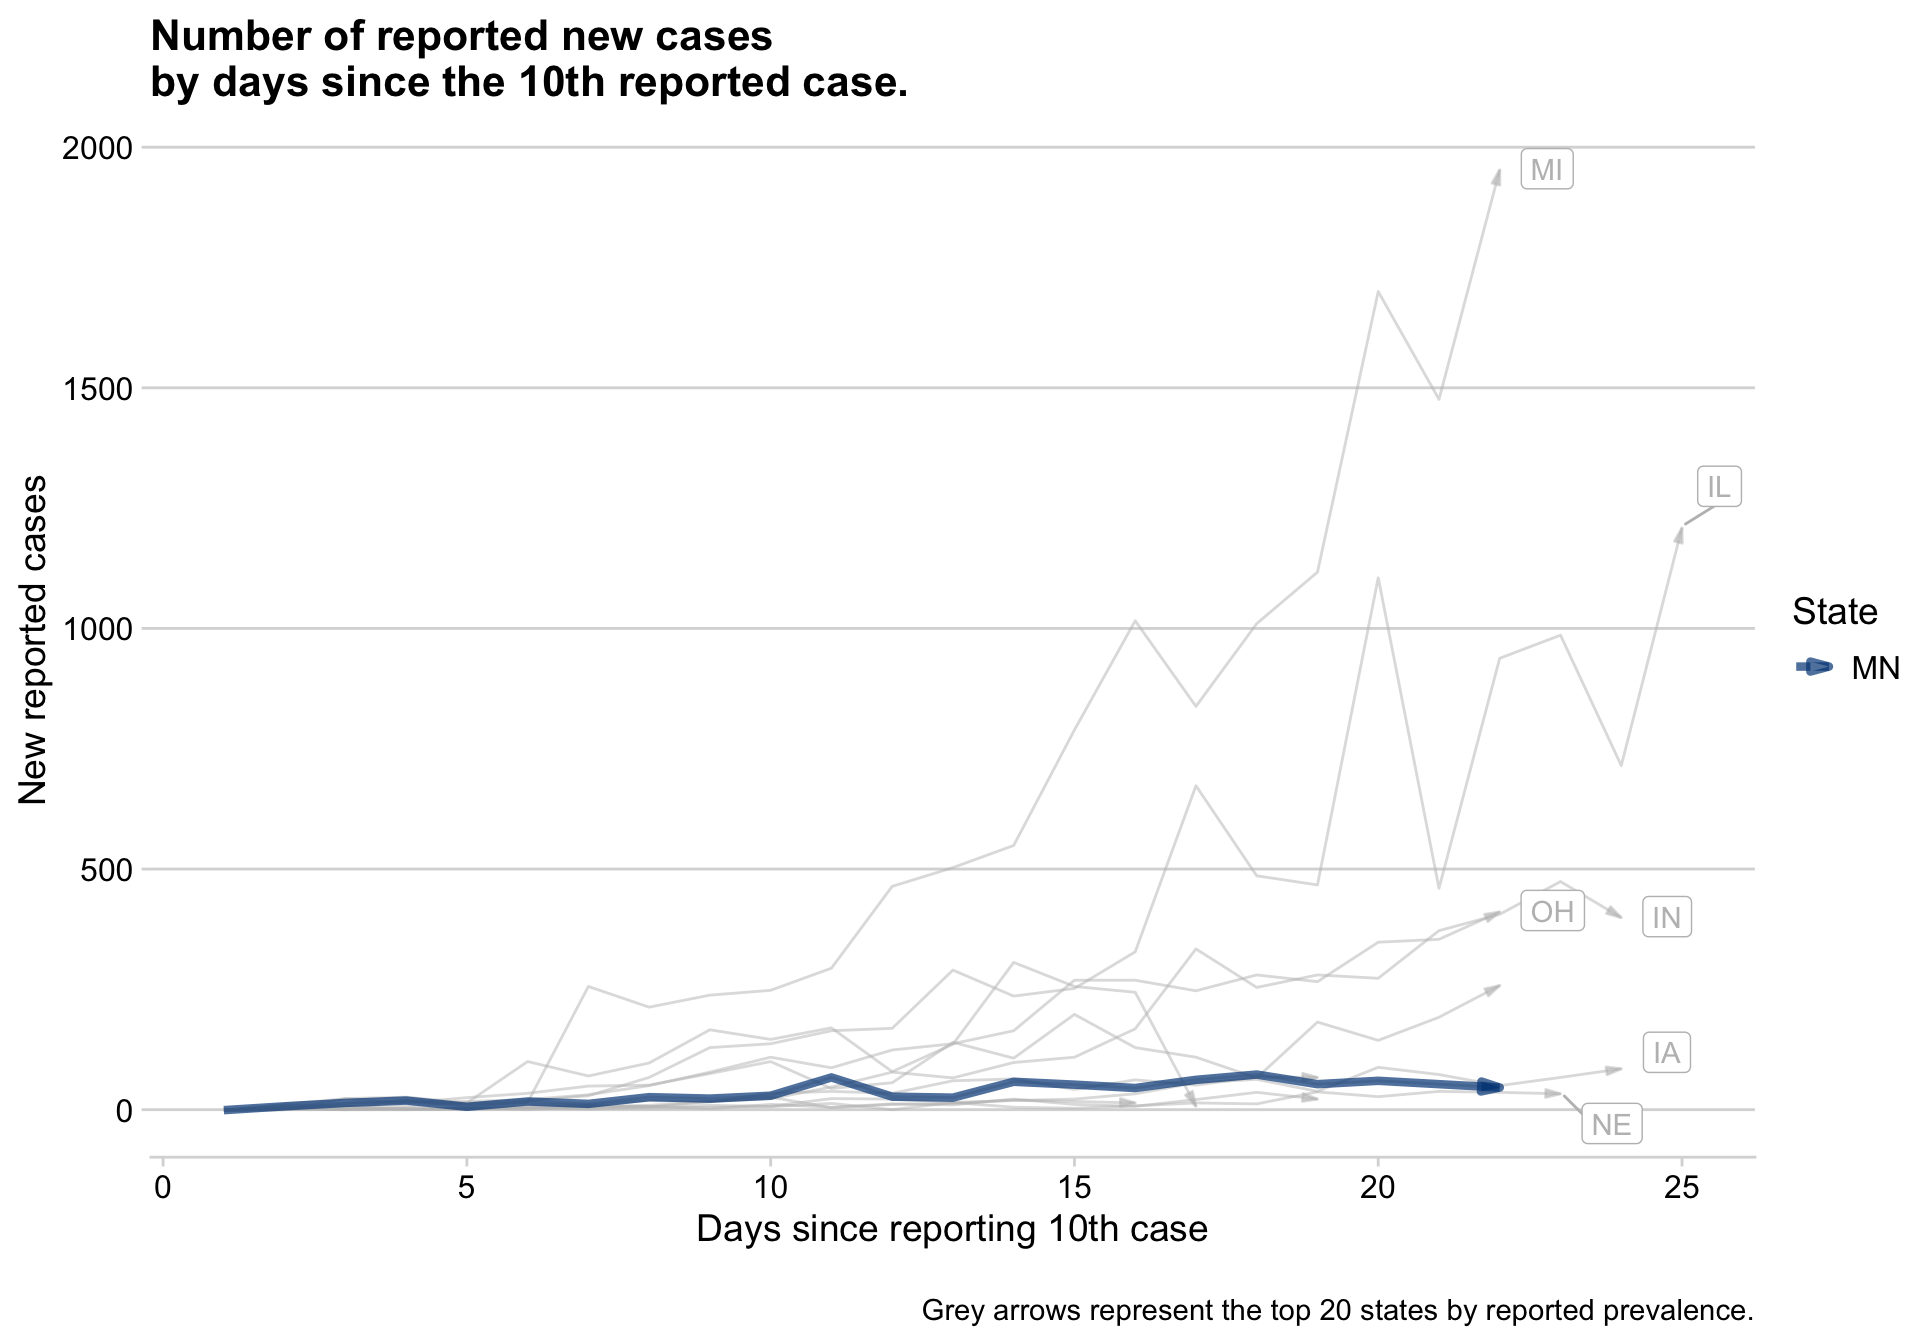 Number of reported new cases
by days since the 10th reported case.
2000
1500
1000
500
0
New reported cases
MI
IL
OH
IN
IA
NE
State
MN
0 5 10 15 20 25
Days since reporting 10th case
Grey arrows represent the top 20 states by reported prevalence.